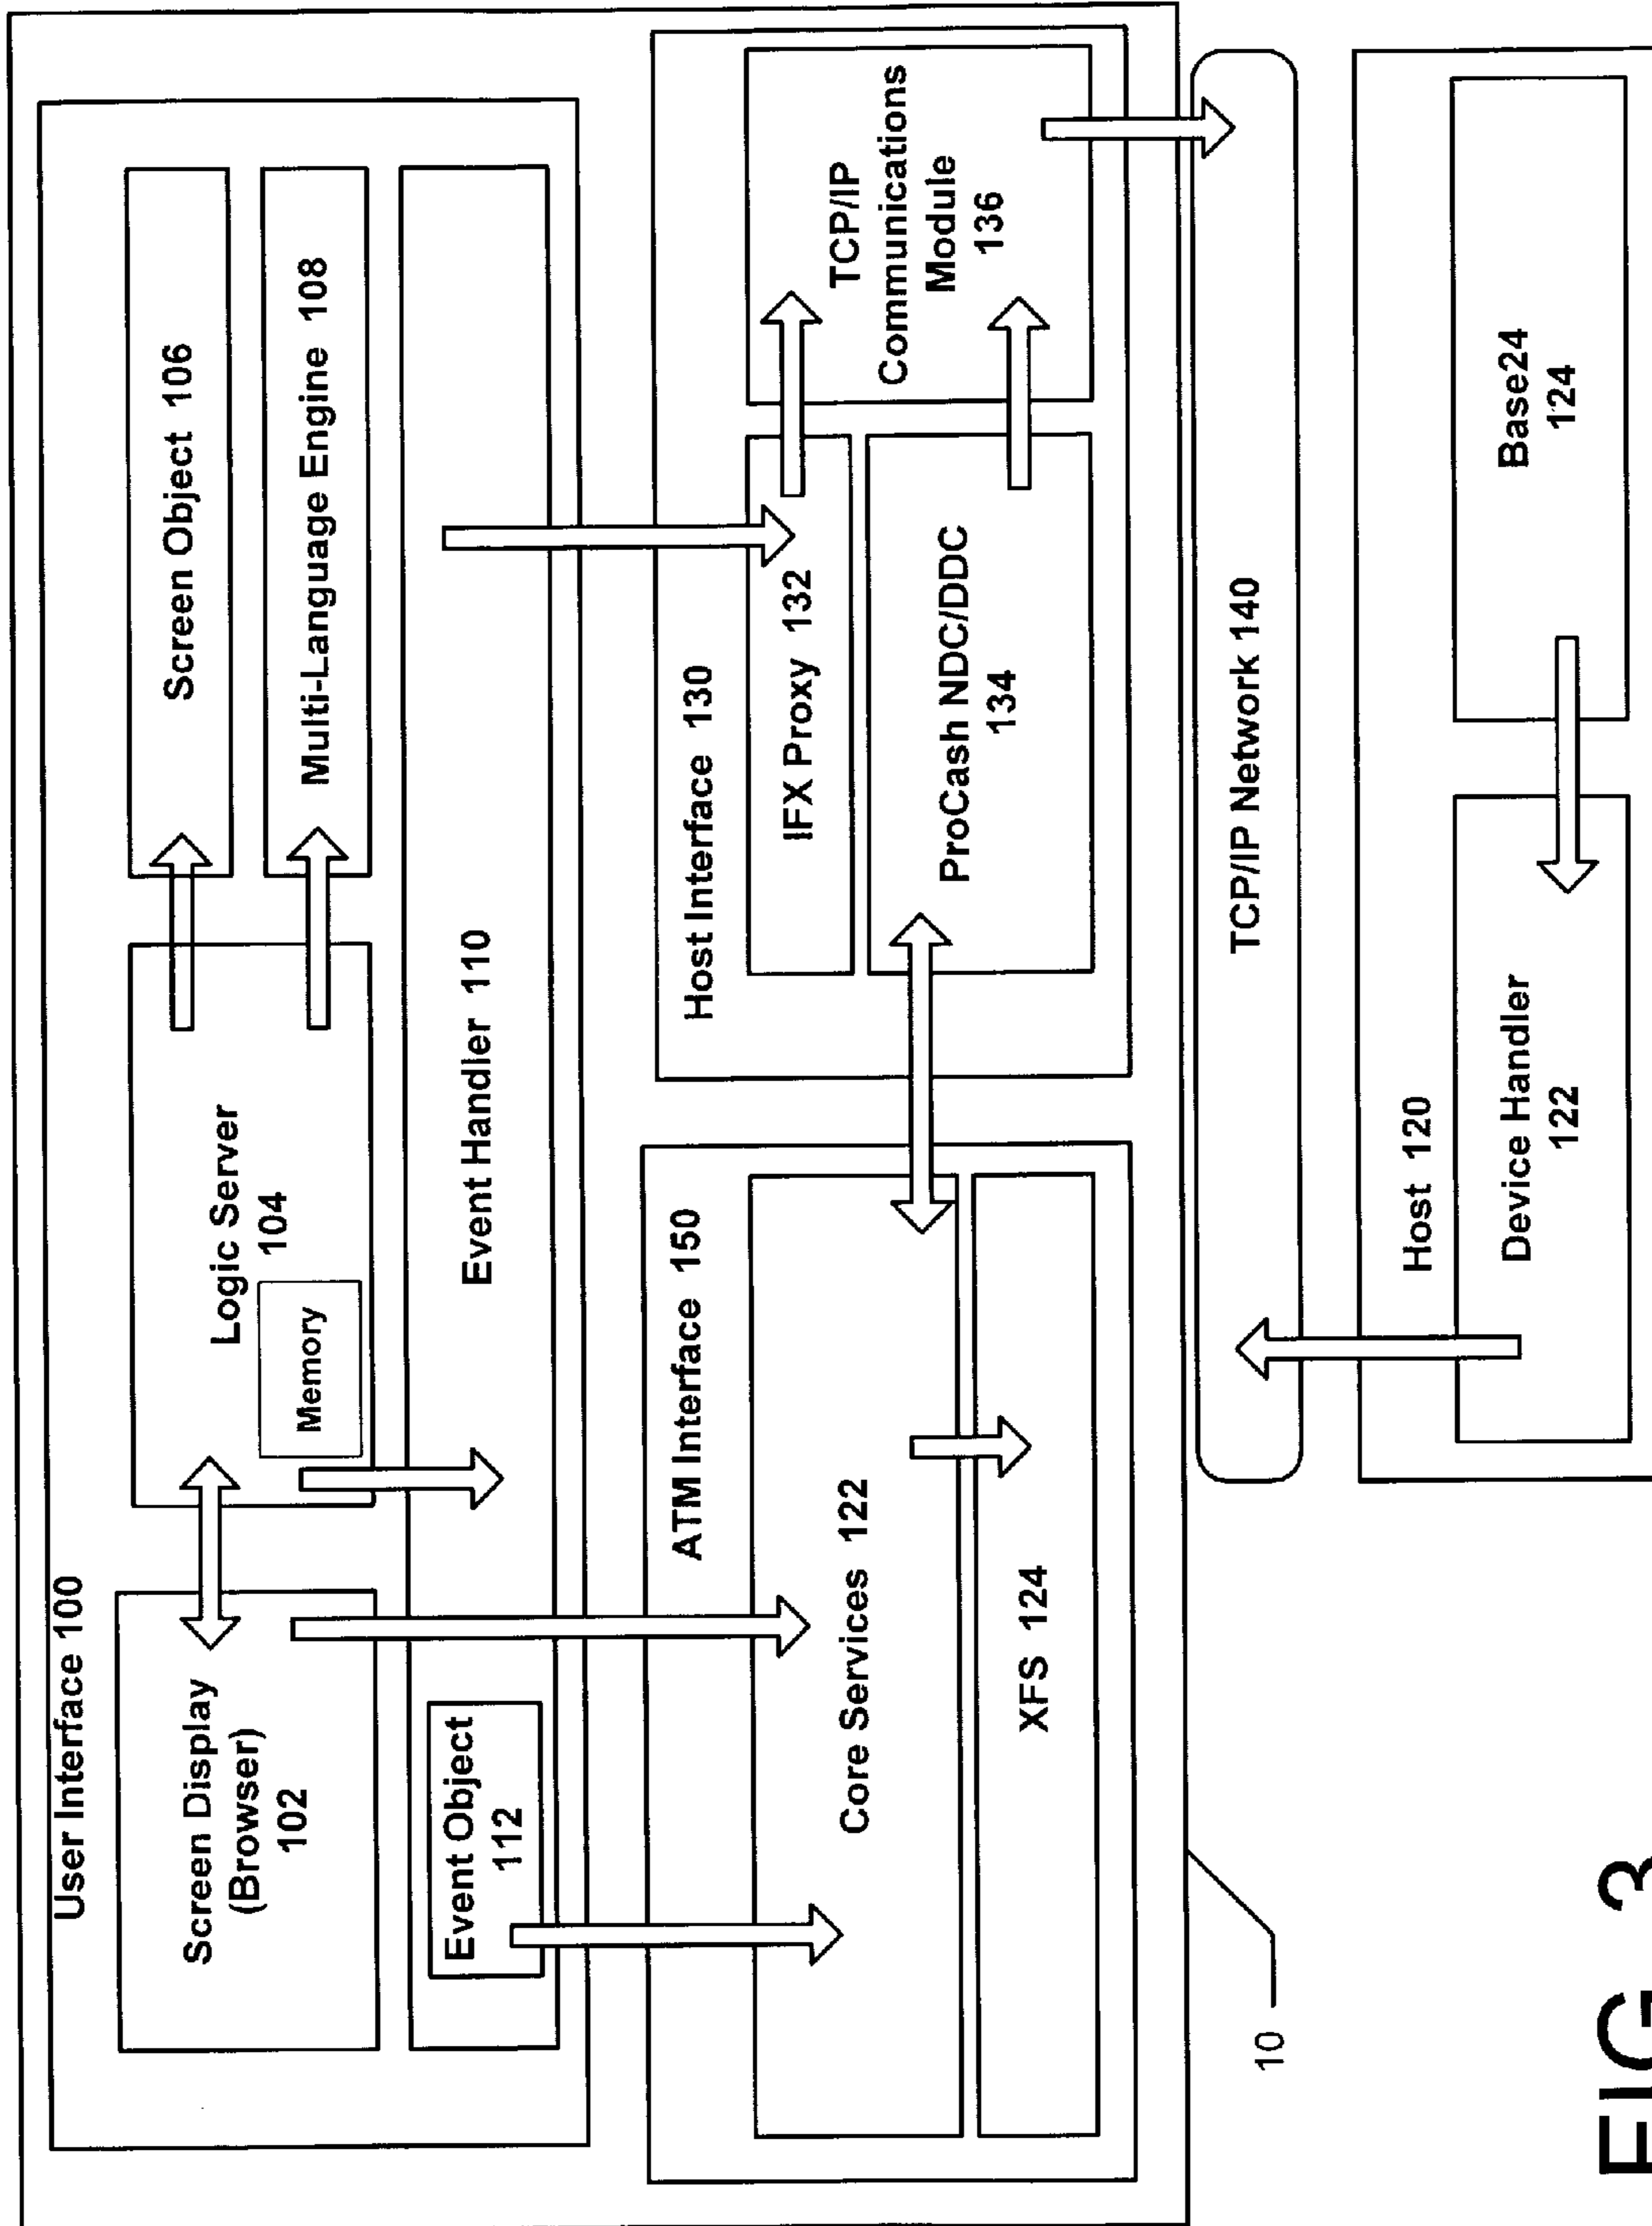 User Interface 100
Screen Display
(Browser)
102
Logic Server
104
Memory
Screen Object 106
Multi-Language Engine 108
Event Handler 110
Event Object
112
ATM Interface 150
Core Services 122
XFS 124
Host Interface 130
IFX Proxy 132
ProCash NDC/DDC
134
TCP/IP
Communications
Module
136
10
TCP/IP Network 140
Host 120
Device Handler
122
Base24
124
FIG. 3